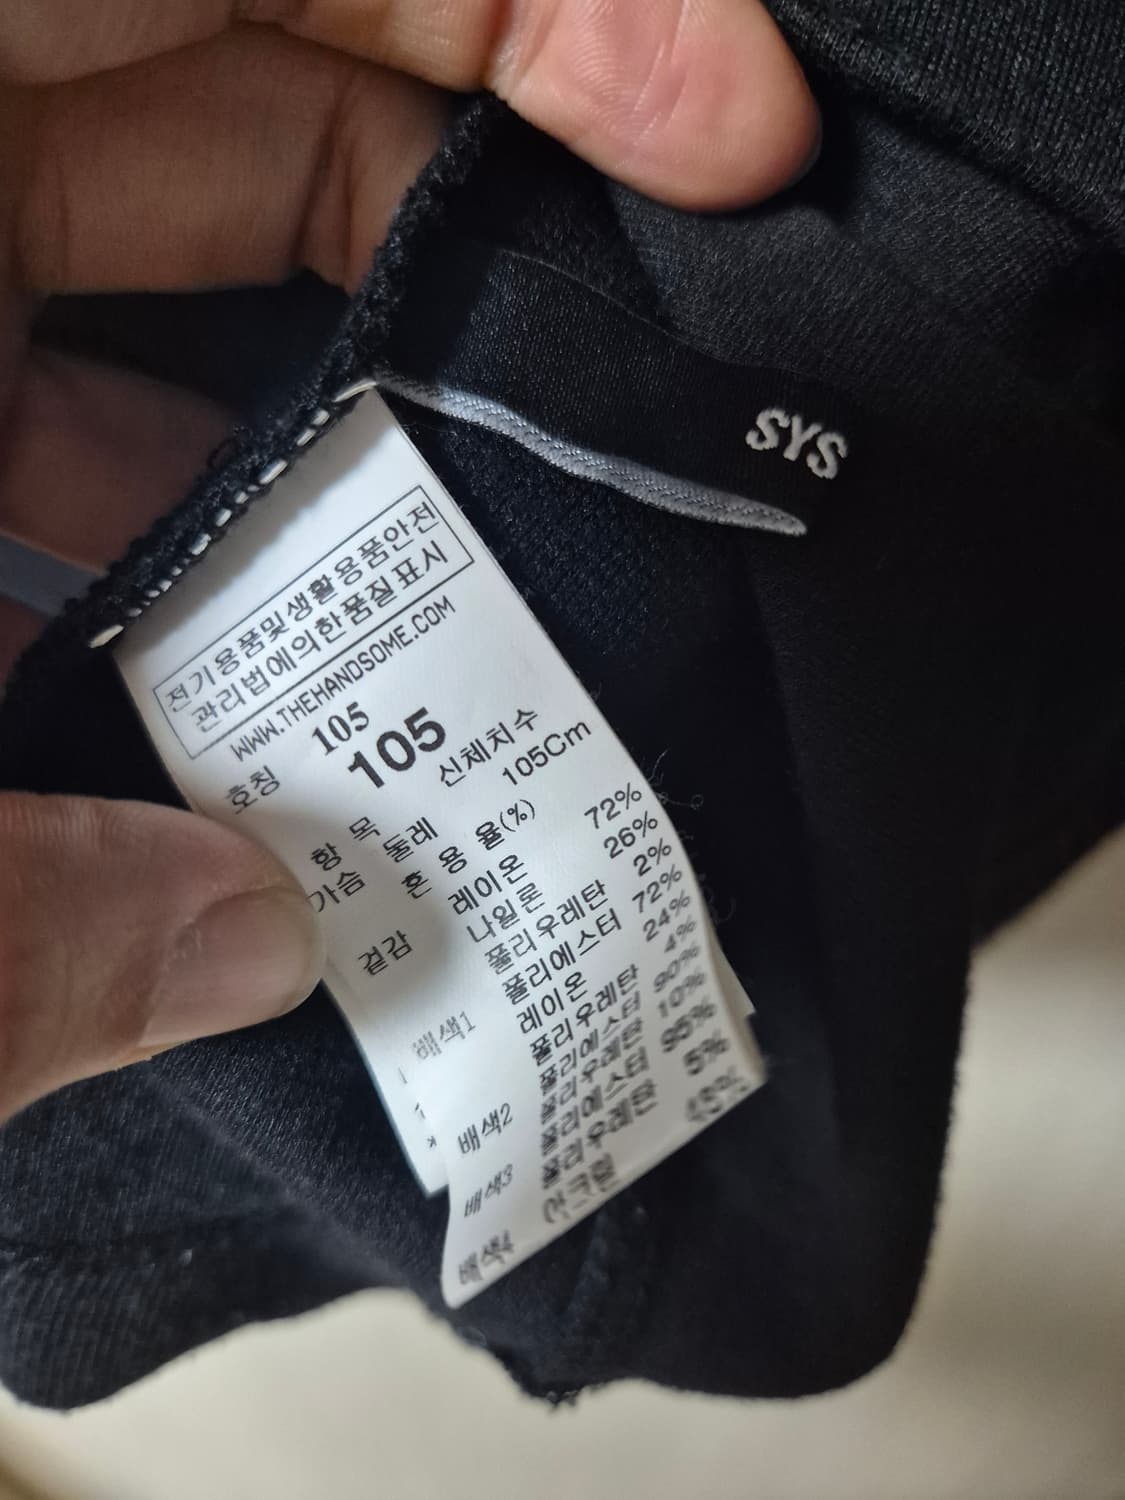 SYS
전기용품및생활용품안전
관리법에의한품질표시
WWW.THEHANDSOME.COM
호칭 105
105
항 목 신체치수
가슴 둘레 105Cm
혼 용 율(%)
겉감 레이온 72%
나일론 26%
폴리우레탄 2%
배색1 폴리에스터 72%
레이온 24%
폴리우레탄 4%
배색2 폴리에스터 90%
폴리우레탄 10%
배색3 폴리에스터 95%
폴리우레탄 5%
배색4